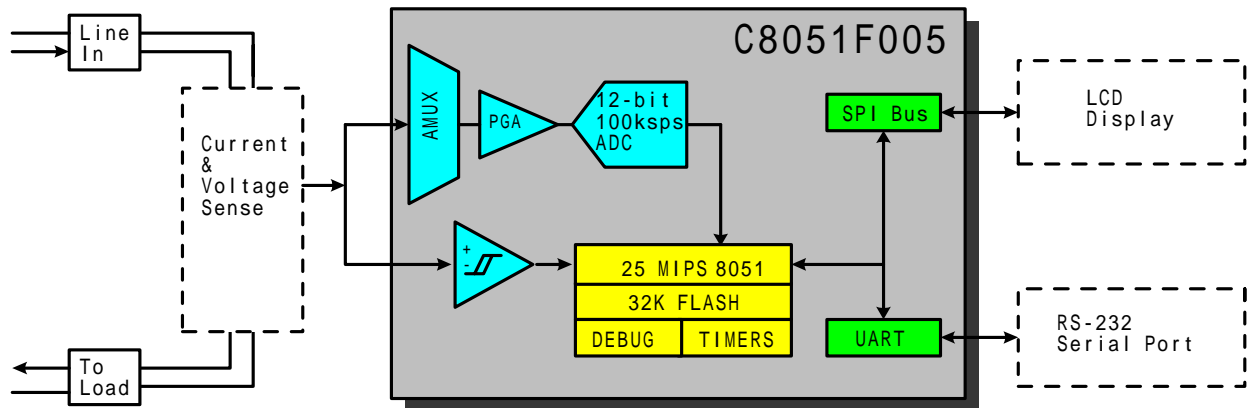 Line
In
C8051F005
Current
&
Voltage
Sense
AMUX
PGA
12-bit
100ksps
ADC
SPI Bus
LCD
Display
+
-
25 MIPS 8051
32K FLASH
DEBUG
TIMERS
UART
RS-232
Serial Port
To
Load